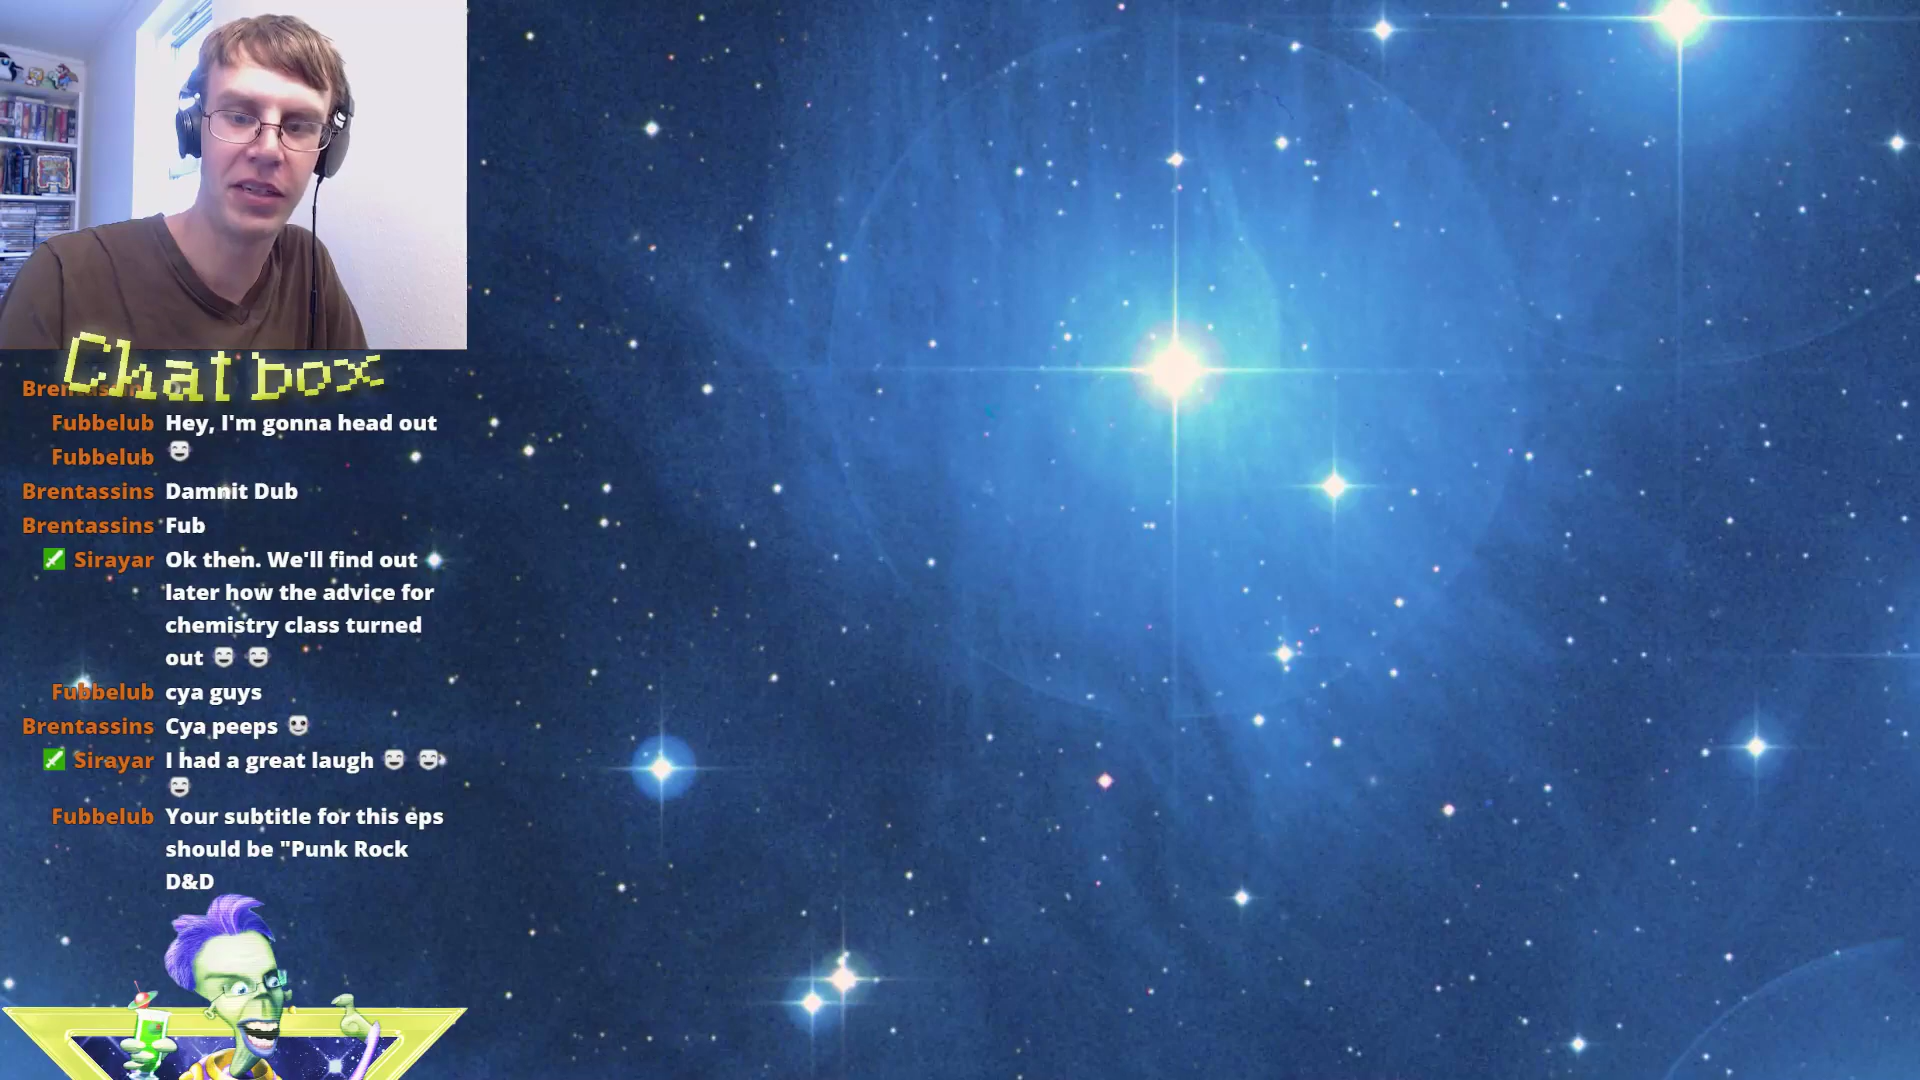 Chat box
Fubbelub Hey, I'm gonna head out
Fubbelub
Brentassins Damnit Dub
Brentassins Fub
Sirayar Ok then. We'll find out
later how the advice for
chemistry class turned
out
Fubbelub cya guys
Brentassins Cya peeps
Sirayar I had a great laugh
Fubbelub Your subtitle for this eps
should be "Punk Rock
D&D